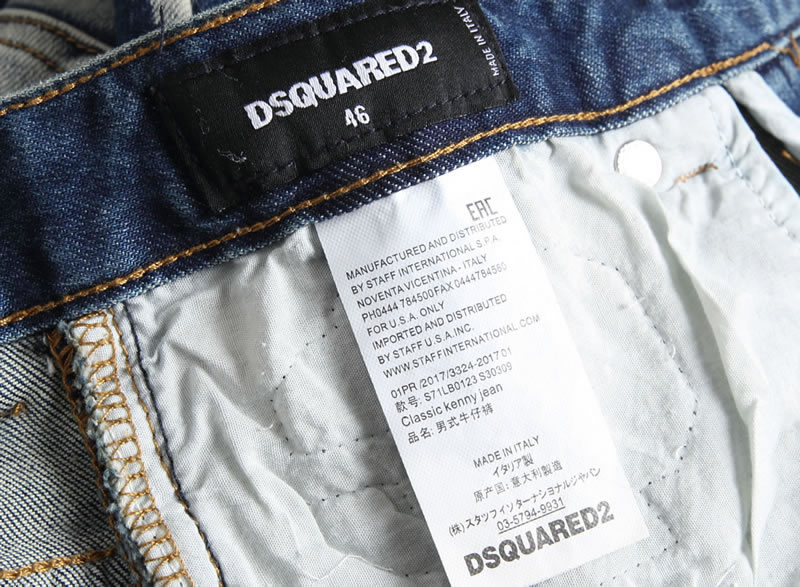 DSQUARED2
46
MADE IN ITALY
EAC
MANUFACTURED AND DISTRIBUTED
BY STAFF INTERNATIONAL S.P.A.
NOVENTA VICENTINA - ITALY
PH0444 784500FAX0444784560
FOR U.S.A. ONLY
IMPORTED AND DISTRIBUTED
BY STAFF U.S.A.INC.
WWW.STAFFINTERNATIONAL.COM
01PR /2017/3324-2017 01
款号: S71LB0123 S30309
Classic kenny jean
品名: 男式牛仔裤
MADE IN ITALY
イタリア製
原产国: 意大利製造
(株) スタッフインターナショナルジャパン
03-5794-9931
DSQUARED2